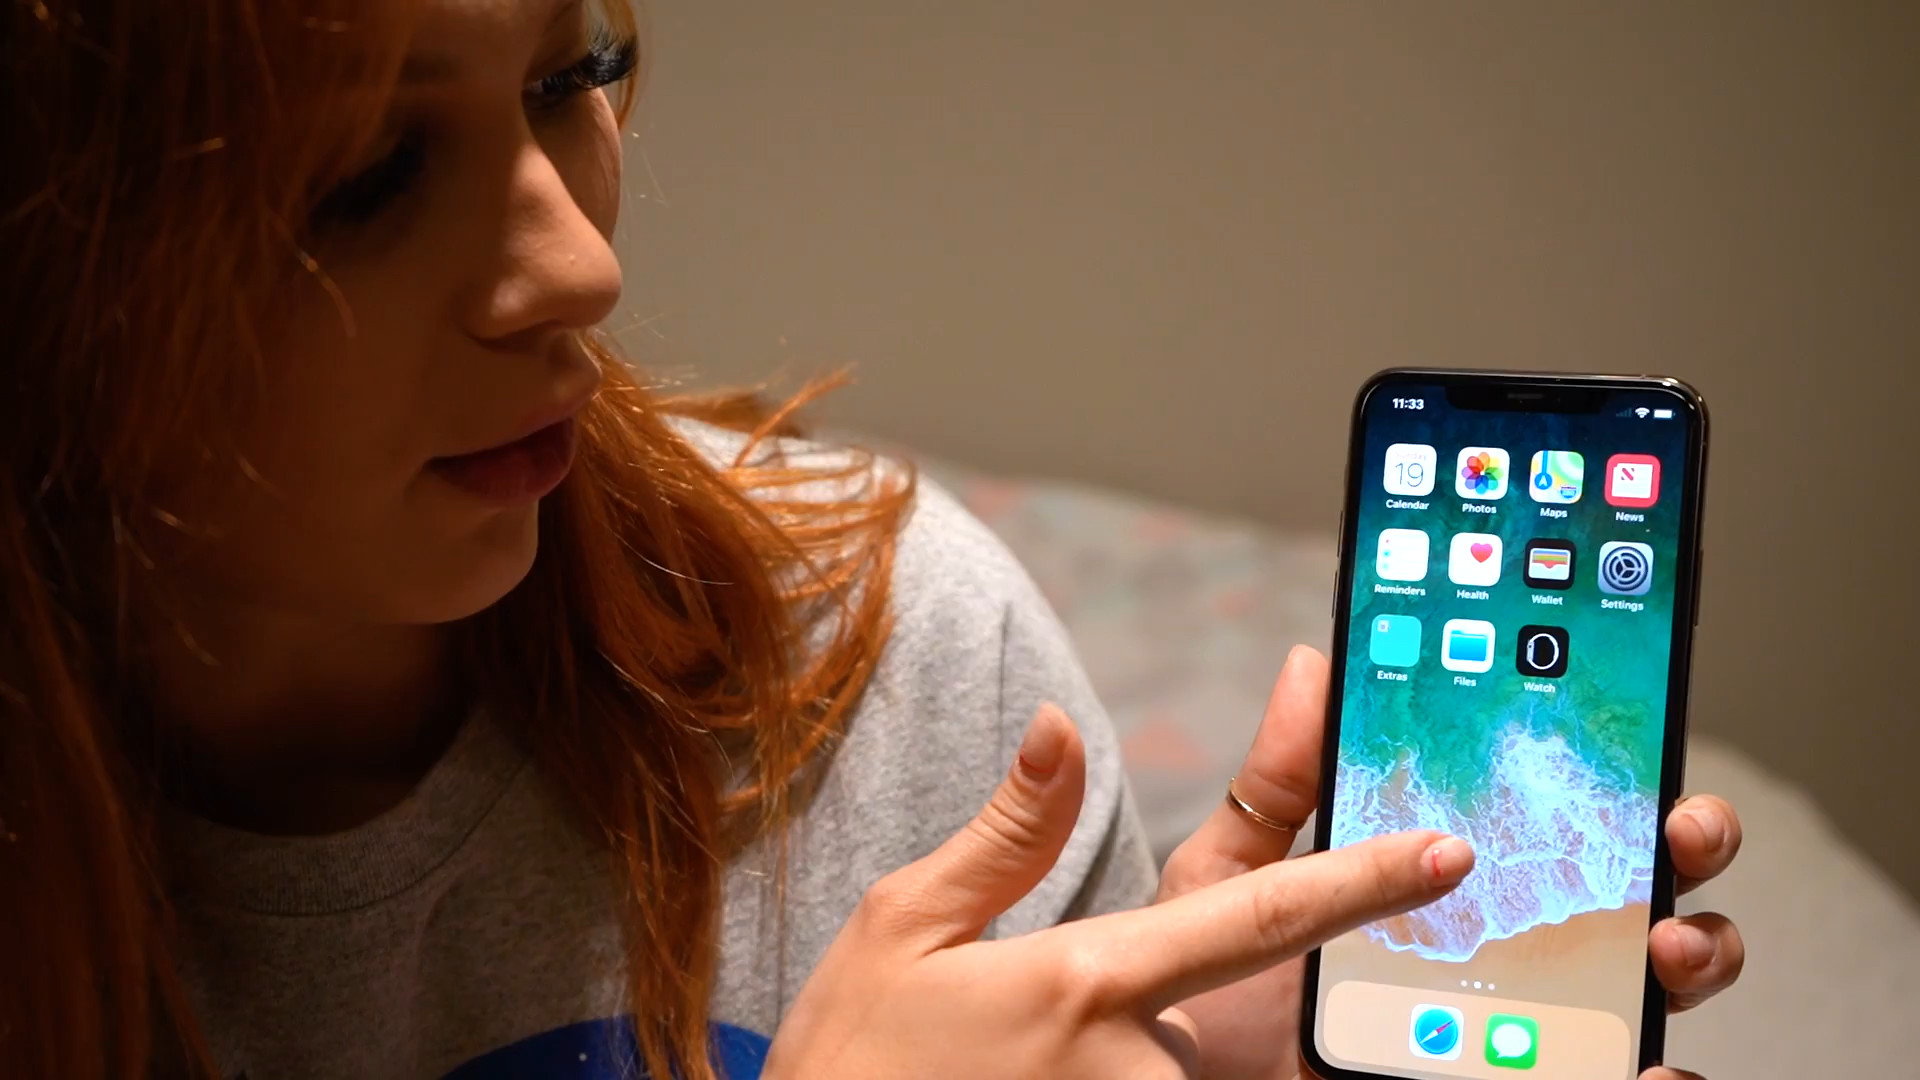 11:33
19
Calendar Photos Maps News
Reminders Health Wallet Settings
Extras Files Watch